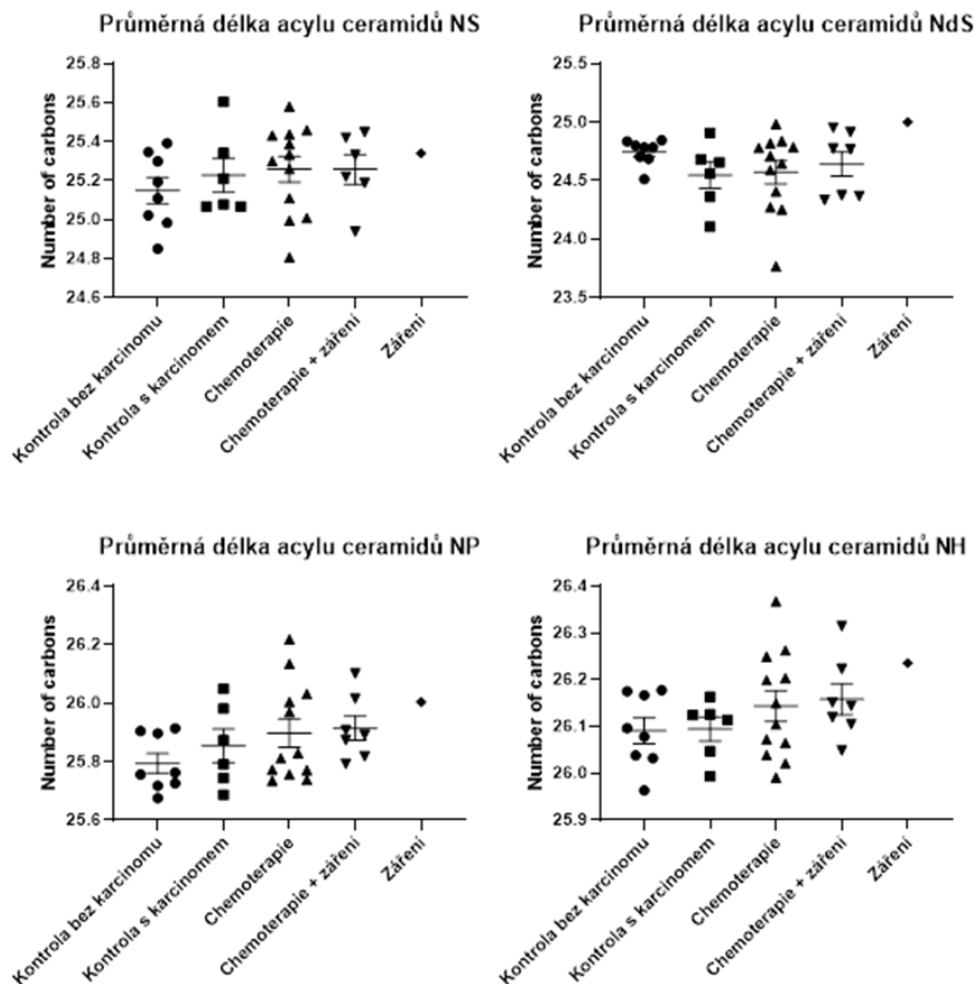 Průměrná délka acylu ceramidů NS
Number of carbons
25.8
25.6
25.4
25.2
25.0
24.8
24.6
Kontrola bez karcinomu
Kontrola s karcinomem
Chemoterapie
Chemoterapie + záření
Záření
Průměrná délka acylu ceramidů NdS
Number of carbons
25.5
25.0
24.5
24.0
23.5
Kontrola bez karcinomu
Kontrola s karcinomem
Chemoterapie
Chemoterapie + záření
Záření
Průměrná délka acylu ceramidů NP
Number of carbons
26.4
26.2
26.0
25.8
25.6
Kontrola bez karcinomu
Kontrola s karcinomem
Chemoterapie
Chemoterapie + záření
Záření
Průměrná délka acylu ceramidů NH
Number of carbons
26.4
26.3
26.2
26.1
26.0
25.9
Kontrola bez karcinomu
Kontrola s karcinomem
Chemoterapie
Chemoterapie + záření
Záření